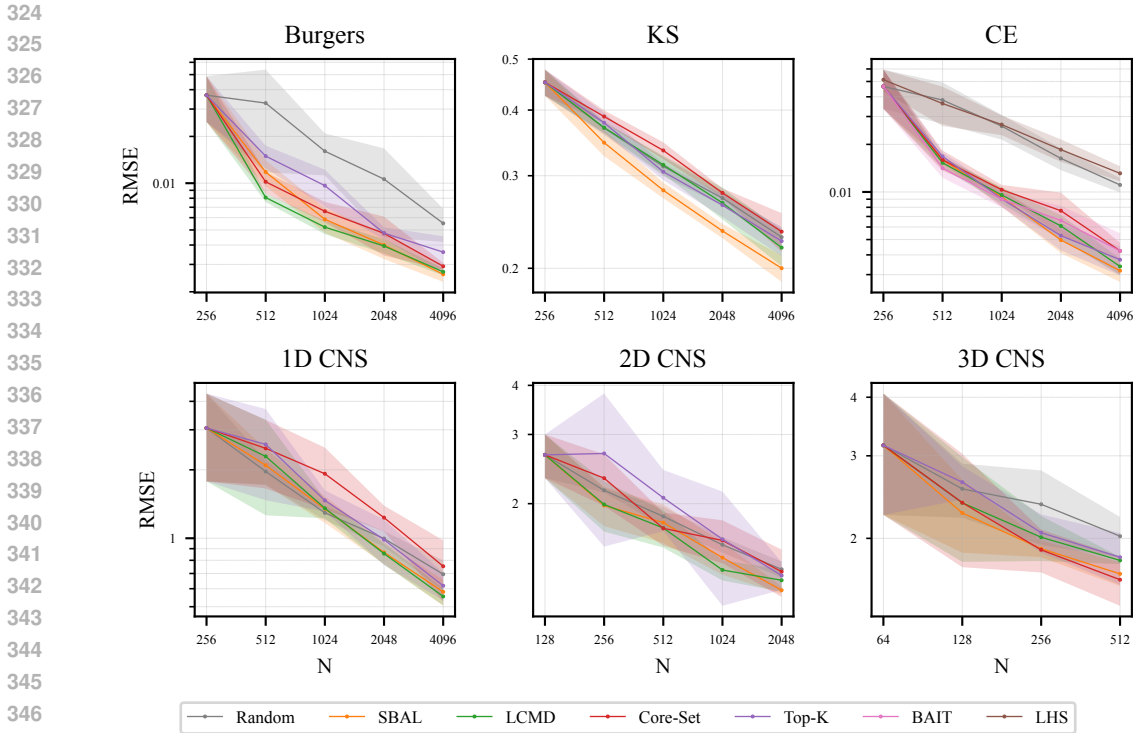 324
325
326
327
328
329
330
331
332
333
334
335
336
337
338
339
340
341
342
343
344
345
346
Burgers
KS
CE
RMSE
0.01
256 512 1024 2048 4096
0.5
0.4
0.3
0.2
256 512 1024 2048 4096
0.01
256 512 1024 2048 4096
1D CNS
2D CNS
3D CNS
RMSE
1
256 512 1024 2048 4096
N
4
3
2
128 256 512 1024 2048
N
4
3
2
64 128 256 512
N
Random SBAL LCMD Core-Set Top-K BAIT LHS